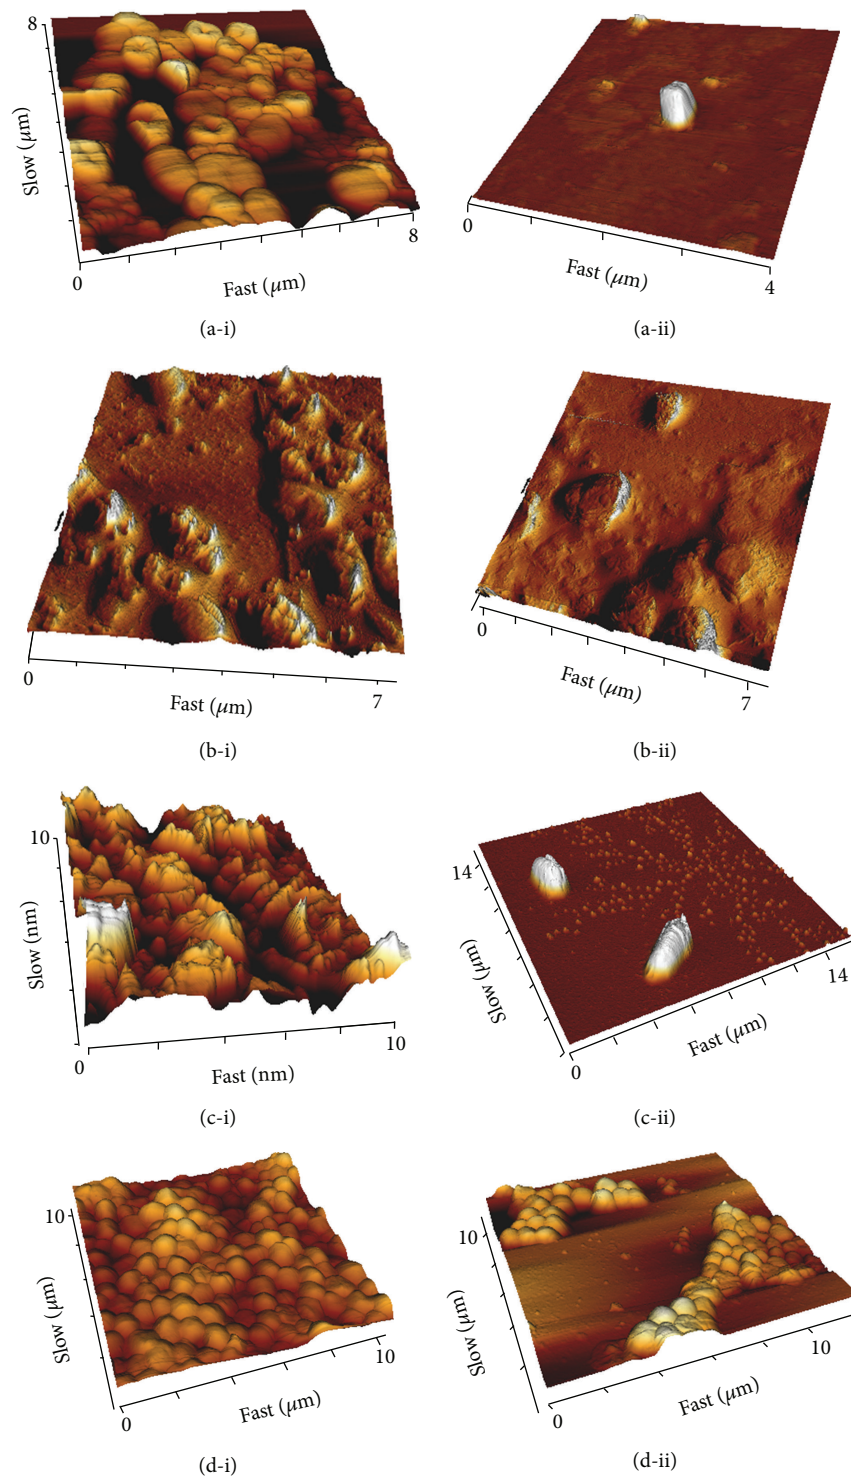 8
Slow (μm)
0
8
Fast (μm)
(a-i)
0
Fast (μm)
4
(a-ii)
0
7
Fast (μm)
(b-i)
0
Fast (μm)
7
(b-ii)
10
Slow (nm)
0
10
Fast (nm)
(c-i)
14
Slow (μm)
14
Fast (μm)
0
(c-ii)
10
Slow (μm)
10
0
Fast (μm)
(d-i)
10
Slow (μm)
10
0
Fast (μm)
(d-ii)